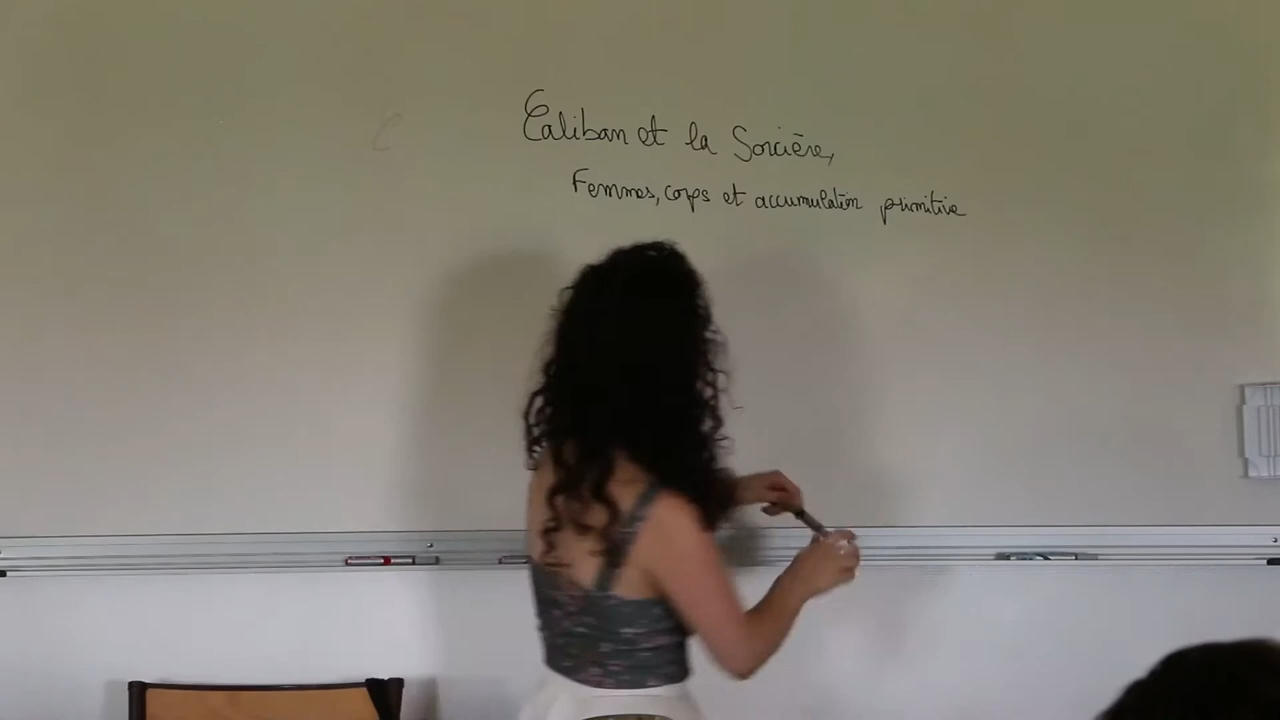 Caliban et la Sorcière,
Femmes, corps et accumulation primitive